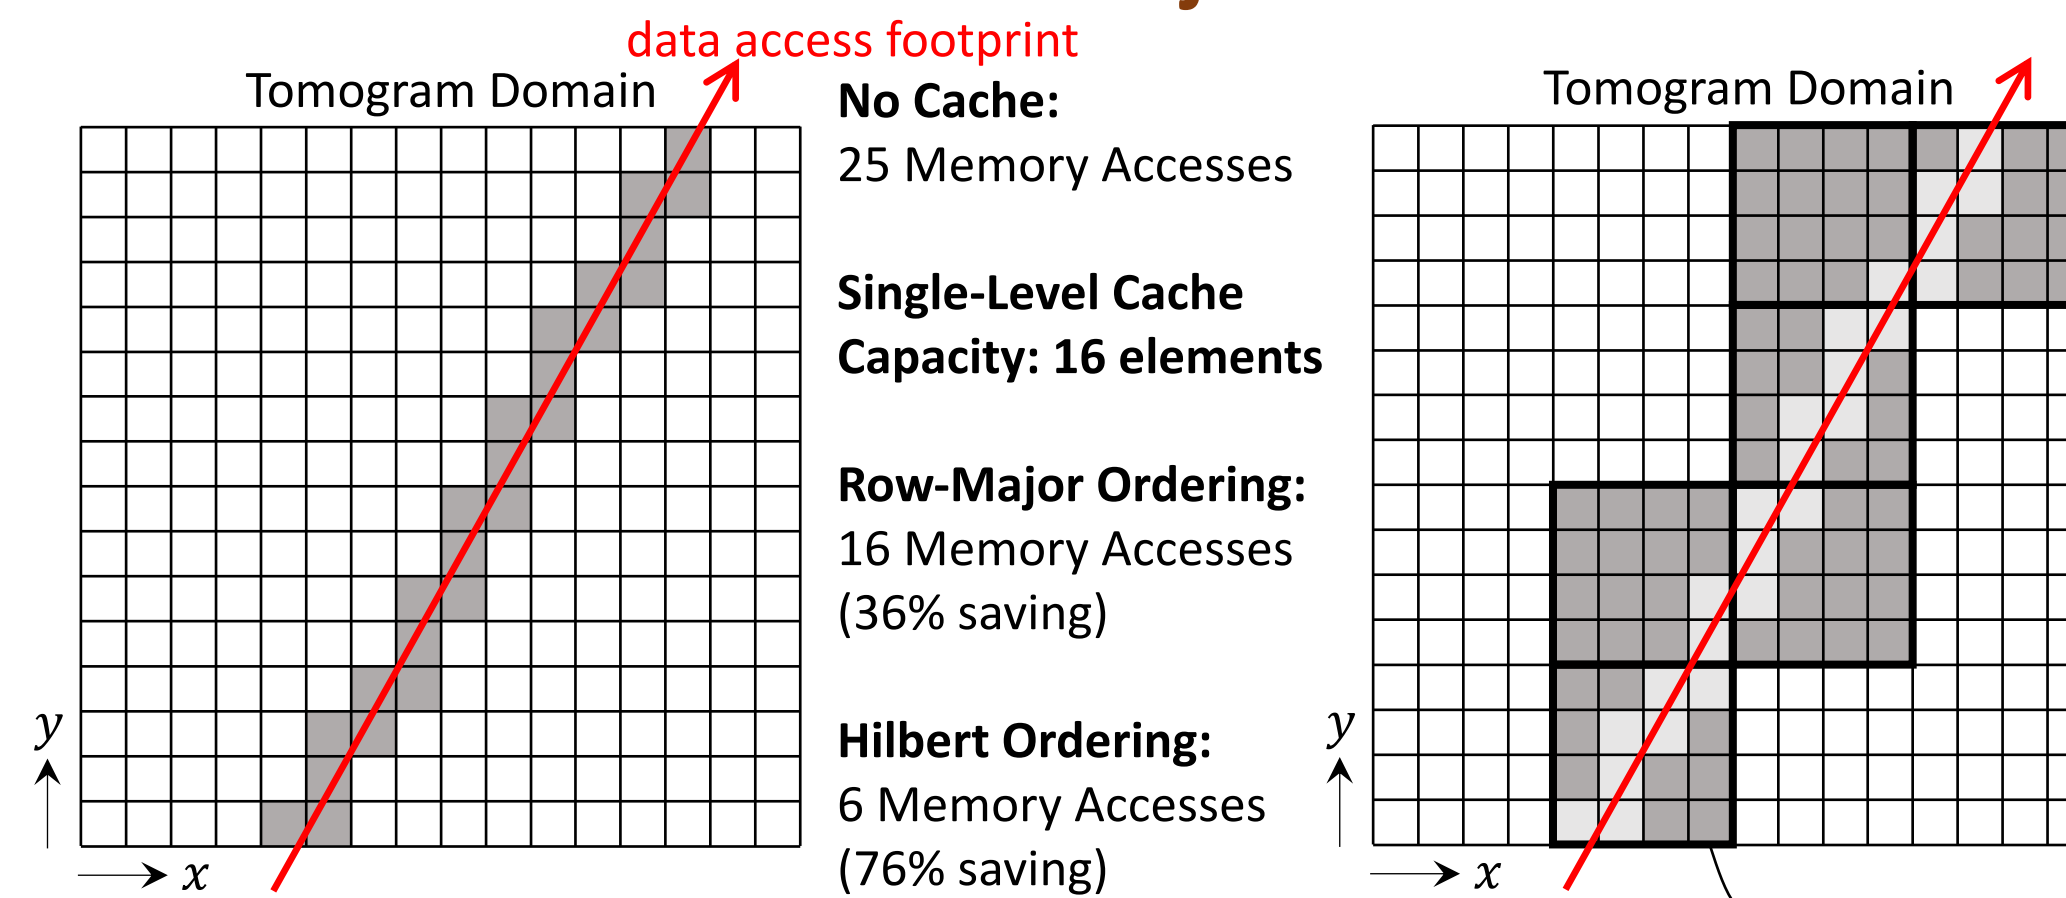 data access footprint
Tomogram Domain
y
x
No Cache:
25 Memory Accesses
Single-Level Cache
Capacity: 16 elements
Row-Major Ordering:
16 Memory Accesses
(36% saving)
Hilbert Ordering:
6 Memory Accesses
(76% saving)
Tomogram Domain
y
x